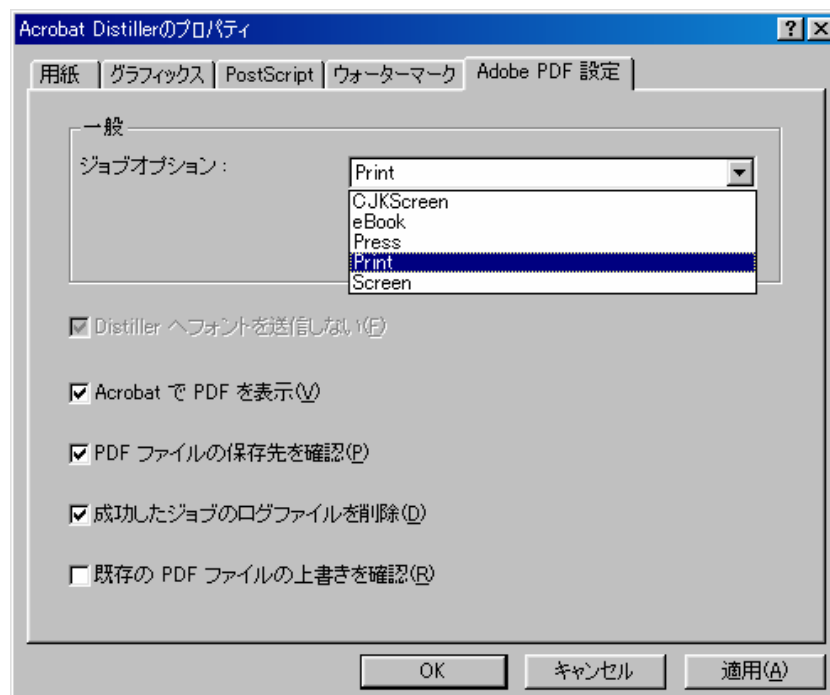 Acrobat Distillerのプロパティ
用紙 グラフィックス PostScript ウォーターマーク Adobe PDF 設定
一般
ジョブオプション : Print
CJKScreen
eBook
Press
Print
Screen
Distiller へフォントを送信しない(F)
Acrobat で PDF を表示(V)
PDF ファイルの保存先を確認(P)
成功したジョブのログファイルを削除(D)
既存の PDF ファイルの上書きを確認(R)
OK キャンセル 適用(A)